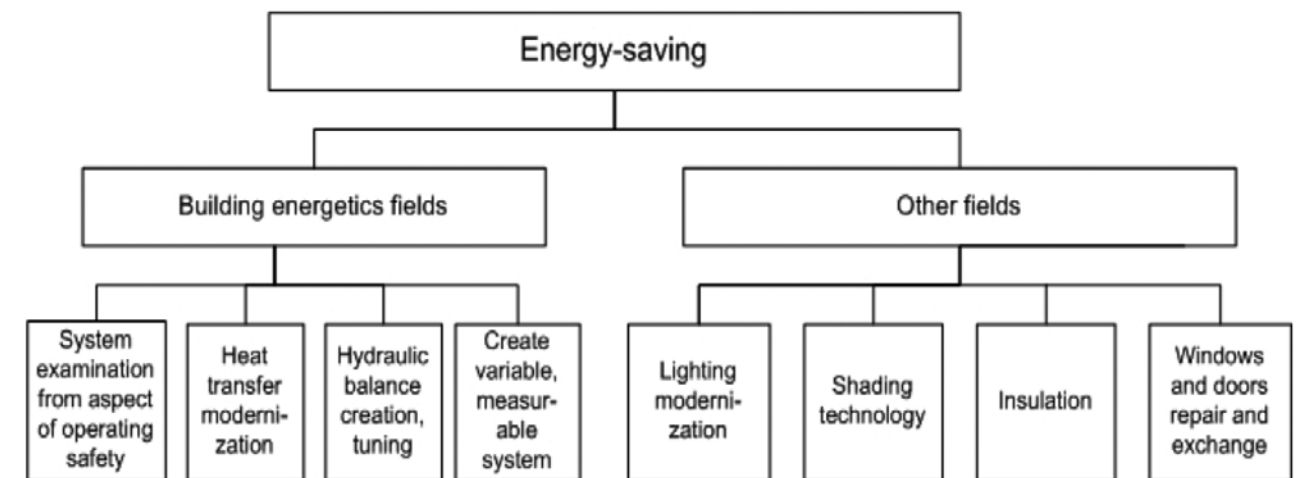 Energy-saving
Building energetics fields
Other fields
System
examination
from aspect
of operating
safety
Heat
transfer
moderni-
zation
Hydraulic
balance
creation,
tuning
Create
variable,
measur-
able
system
Lighting
moderni-
zation
Shading
technology
Insulation
Windows
and doors
repair and
exchange